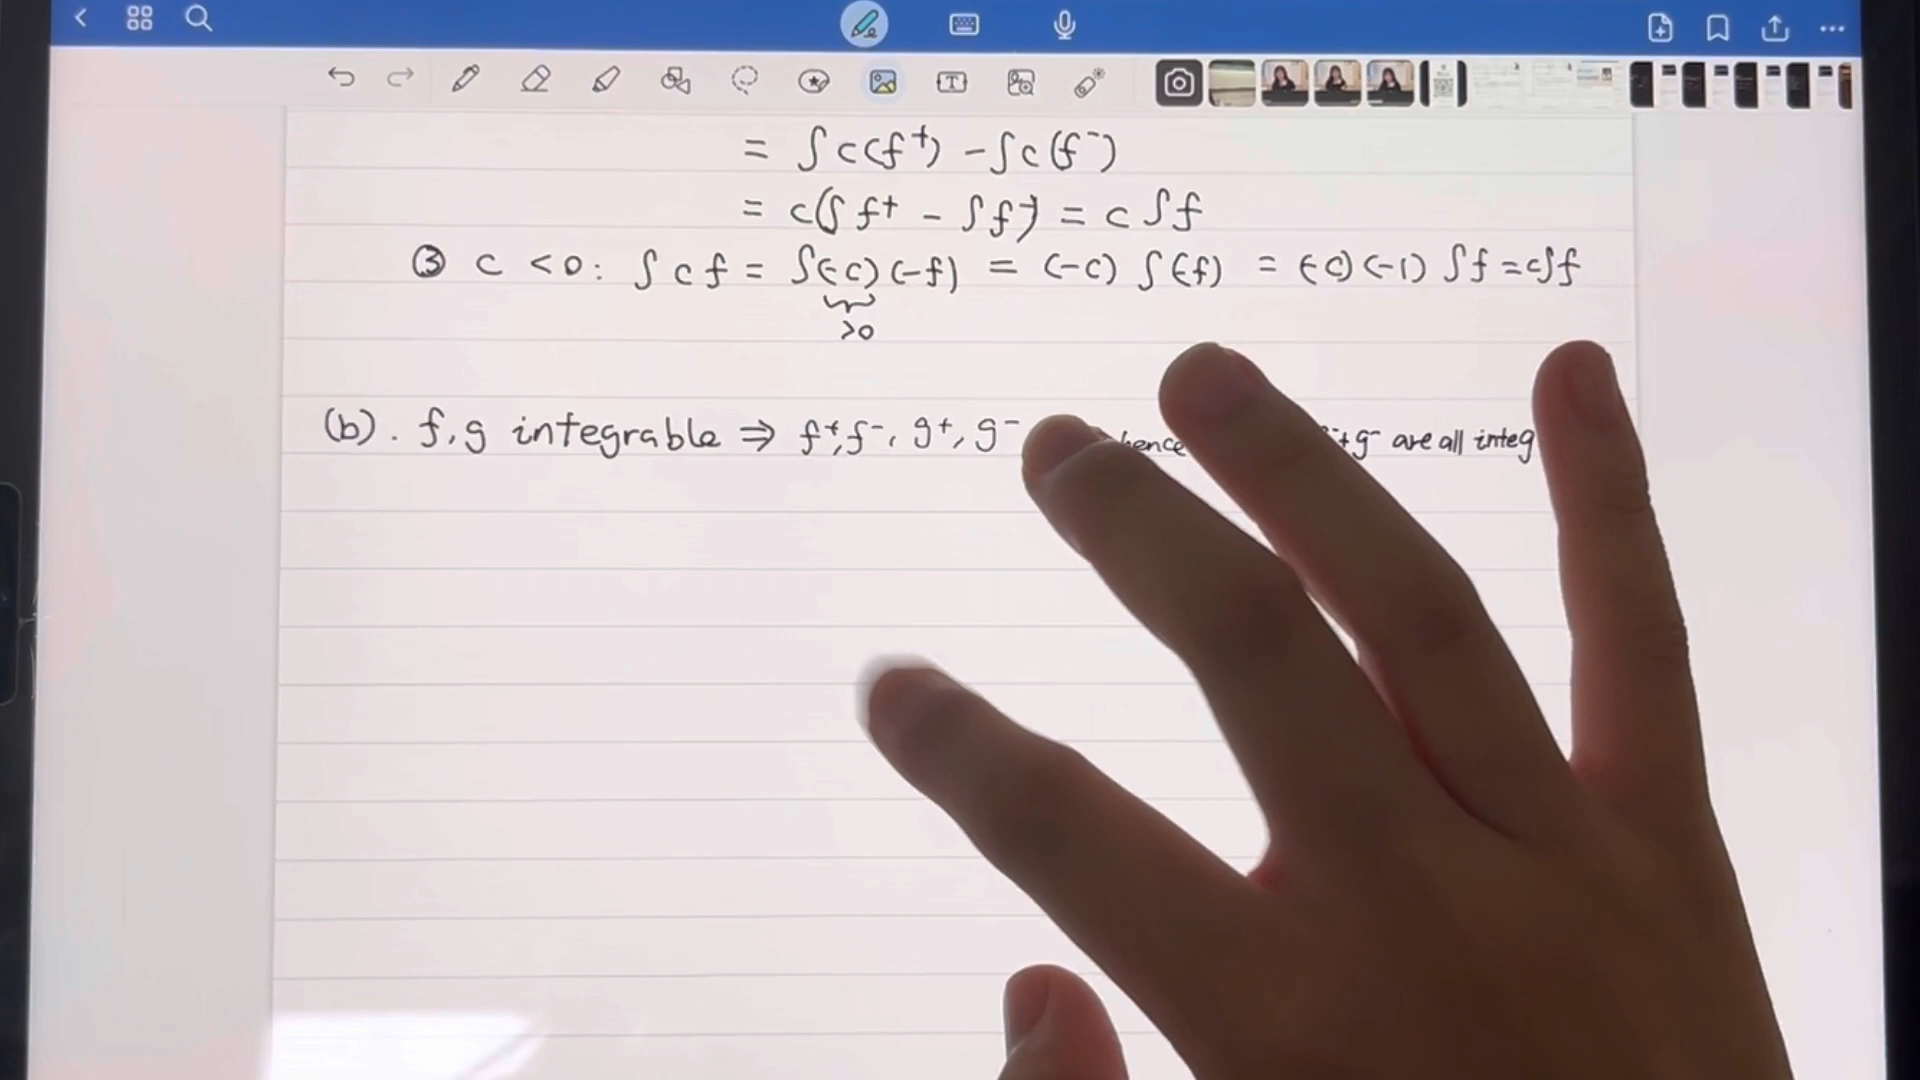 = ∫c(f⁺) - ∫c(f⁻)
= c(∫f⁺ - ∫f⁻) = c∫f
③ c < 0 : ∫cf = ∫(-c)(-f) = (-c) ∫(-f) = (-c)(-1) ∫f = c∫f
>0
(b). f,g integrable ⇒ f⁺,f⁻, g⁺, g⁻ hence +g⁻ are all integ
T